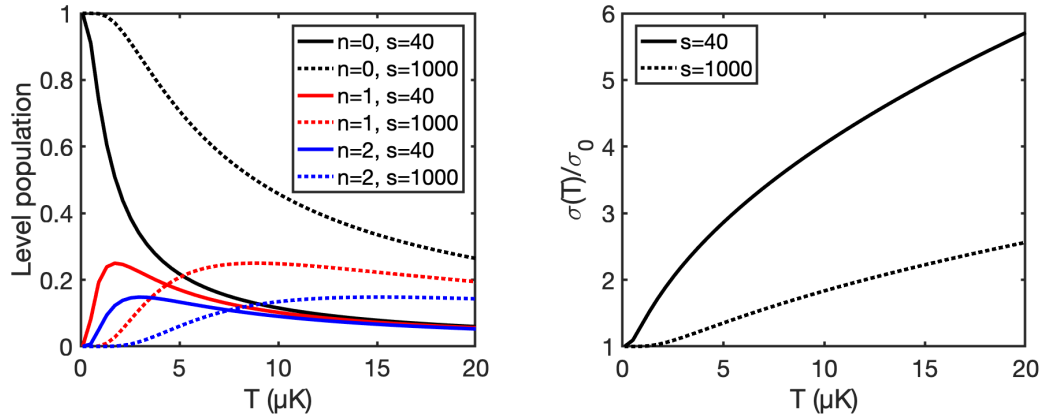 Level population
1
0.8
0.6
0.4
0.2
0
0
5
10
15
20
T (μK)
n=0, s=40
n=0, s=1000
n=1, s=40
n=1, s=1000
n=2, s=40
n=2, s=1000
σ(T)/σ0
6
5
4
3
2
1
0
5
10
15
20
T (μK)
s=40
s=1000